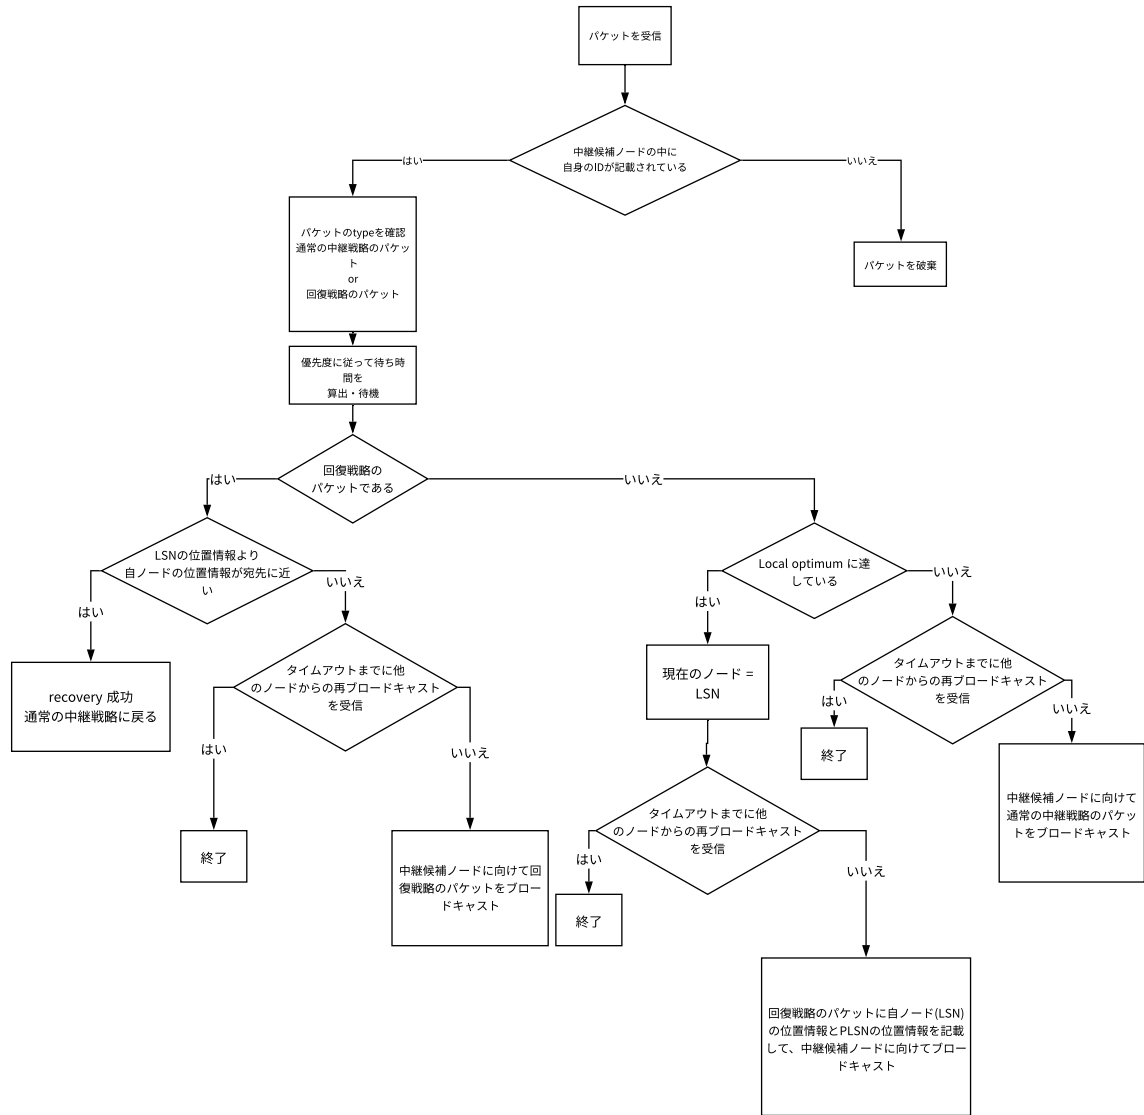 パケットを受信
中継候補ノードの中に
自身のIDが記載されている
はい
いいえ
パケットのtypeを確認
通常の中継戦略のパケッ
ト
or
回復戦略のパケット
パケットを破棄
優先度に従って待ち時
間を
算出・待機
回復戦略の
パケットである
はい
いいえ
LSNの位置情報より
自ノードの位置情報が宛先に近
い
はい
いいえ
Local optimum に達
している
はい
いいえ
recovery 成功
通常の中継戦略に戻る
タイムアウトまでに他
のノードからの再ブロードキャスト
を受信
はい
いいえ
現在のノード =
LSN
タイムアウトまでに他
のノードからの再ブロードキャスト
を受信
はい
いいえ
終了
中継候補ノードに向けて
通常の中継戦略のパケッ
トをブロードキャスト
終了
中継候補ノードに向けて回
復戦略のパケットをブロー
ドキャスト
タイムアウトまでに他
のノードからの再ブロードキャスト
を受信
はい
いいえ
終了
回復戦略のパケットに自ノード(LSN)
の位置情報とPLSNの位置情報を記載
して、中継候補ノードに向けてブロー
ドキャスト